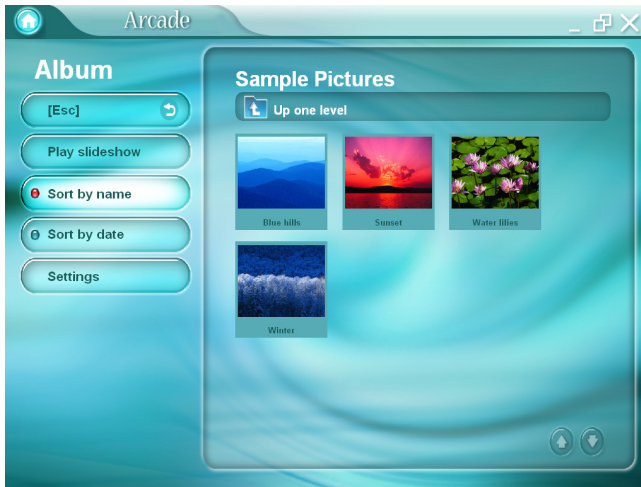 Arcade
Album
[Esc]
Play slideshow
Sort by name
Sort by date
Settings
Sample Pictures
Up one level
Blue hills
Sunset
Water lilies
Winter